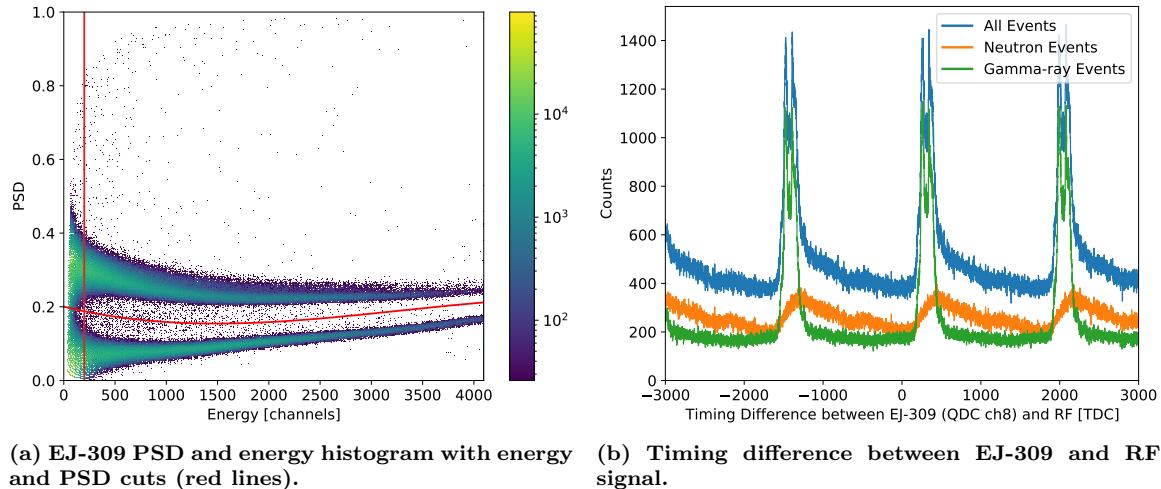 1.0
0.8
0.6
0.4
0.2
0.0
PSD
0 500 1000 1500 2000 2500 3000 3500 4000
Energy [channels]
10⁴
10³
10²
1400
1200
1000
800
600
400
200
0
Counts
All Events
Neutron Events
Gamma-ray Events
−3000 −2000 −1000 0 1000 2000 3000
Timing Difference between EJ-309 (QDC ch8) and RF [TDC]
(a) EJ-309 PSD and energy histogram with energy
and PSD cuts (red lines).
(b) Timing difference between EJ-309 and RF
signal.